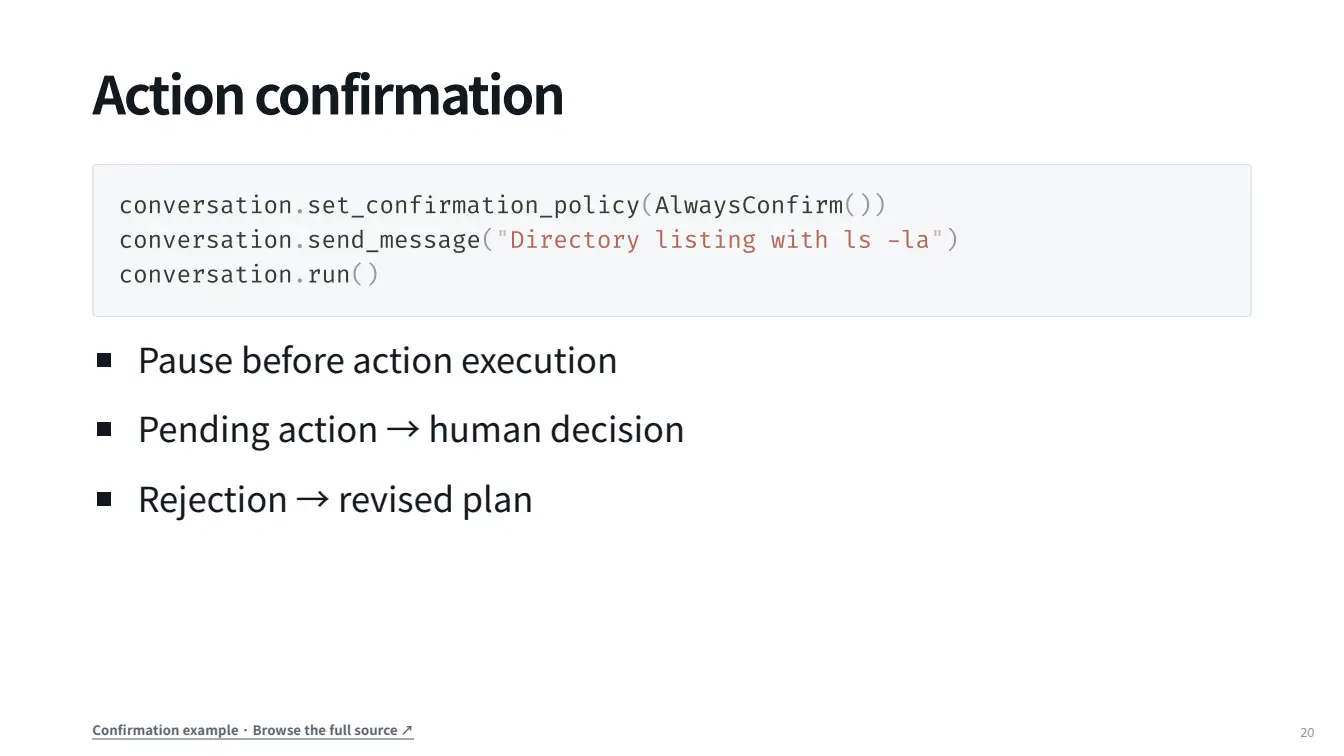 Action confirmation
conversation.set_confirmation_policy(AlwaysConfirm())
conversation.send_message("Directory listing with ls -la")
conversation.run()
■ Pause before action execution
■ Pending action → human decision
■ Rejection → revised plan
Confirmation example · Browse the full source ↗
20